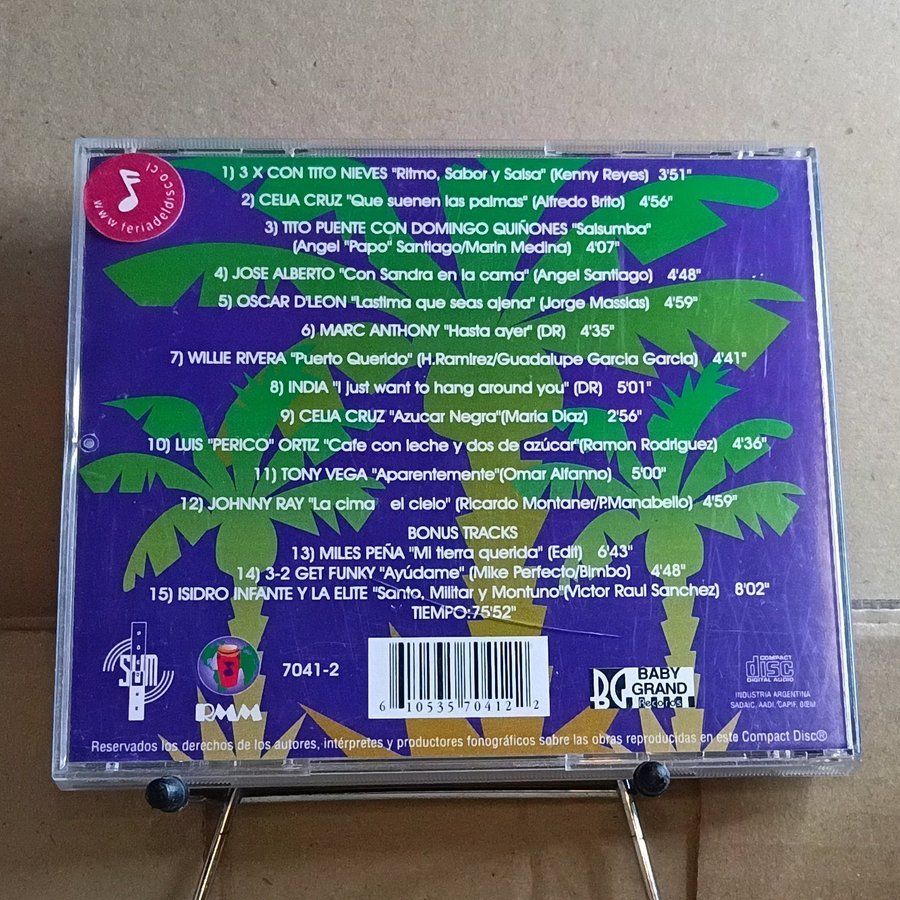 www.feriadeldisco.cl
1) 3 X CON TITO NIEVES "Ritmo, Sabor y Salsa" (Kenny Reyes) 3'51"
2) CELIA CRUZ "Que suenen las palmas" (Alfredo Brito) 4'56"
3) TITO PUENTE CON DOMINGO QUIÑONES "Salsumba"
(Angel "Papo" Santiago/Marin Medina) 4'07"
4) JOSE ALBERTO "Con Sandra en la cama" (Angel Santiago) 4'48"
5) OSCAR D'LEON "Lastima que seas ajena" (Jorge Massias) 4'59"
6) MARC ANTHONY "Hasta ayer" (DR) 4'35"
7) WILLIE RIVERA "Puerto Querido" (H.Ramirez/Guadalupe Garcia Garcia) 4'41"
8) INDIA "I just want to hang around you" (DR) 5'01"
9) CELIA CRUZ "Azucar Negra"(Maria Diaz) 2'56"
10) LUIS "PERICO" ORTIZ "Cafe con leche y dos de azúcar"(Ramon Rodriguez) 4'36"
11) TONY VEGA "Aparentemente"(Omar Alfanno) 5'00"
12) JOHNNY RAY "La cima el cielo" (Ricardo Montaner/P.Manabello) 4'59"
BONUS TRACKS
13) MILES PEÑA "Mi tierra querida" (Edit) 6'43"
14) 3-2 GET FUNKY "Ayúdame" (Mike Perfecto/Bimbo) 4'48"
15) ISIDRO INFANTE Y LA ELITE "Santo, Militar y Montuno"(Victor Raul Sanchez) 8'02"
TIEMPO:75'52"
SUM
RMM
7041-2
6 10535 70412 2
BG BABY GRAND Records
COMPACT disc DIGITAL AUDIO
INDUSTRIA ARGENTINA
SADAIC, AADI, CAPIF, BIEM
Reservados los derechos de los autores, intérpretes y productores fonográficos sobre las obras reproducidas en este Compact Disc®